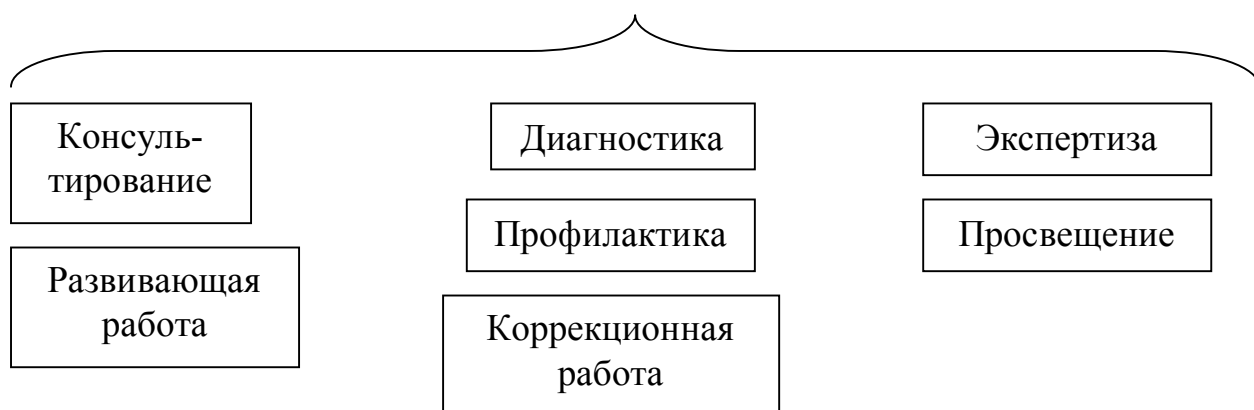 Консуль-
тирование
Диагностика
Экспертиза
Развивающая
работа
Профилактика
Просвещение
Коррекционная
работа